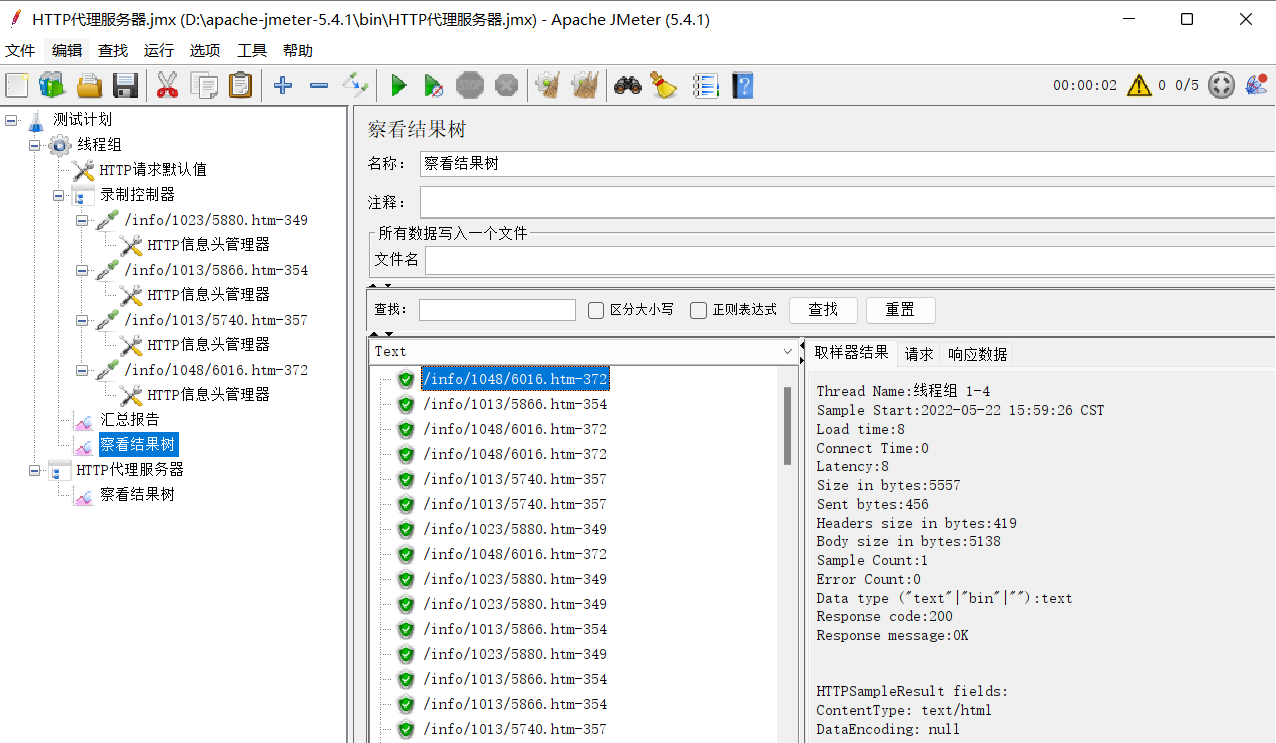 HTTP代理服务器.jmx (D:\apache-jmeter-5.4.1\bin\HTTP代理服务器.jmx) - Apache JMeter (5.4.1)
文件 编辑 查找 运行 选项 工具 帮助
STOP
00:00:02 0 0/5
测试计划
线程组
HTTP请求默认值
录制控制器
/info/1023/5880.htm-349
HTTP信息头管理器
/info/1013/5866.htm-354
HTTP信息头管理器
/info/1013/5740.htm-357
HTTP信息头管理器
/info/1048/6016.htm-372
HTTP信息头管理器
汇总报告
察看结果树
HTTP代理服务器
察看结果树
察看结果树
名称: 察看结果树
注释:
所有数据写入一个文件
文件名
查找: 区分大小写 正则表达式 查找 重置
Text
/info/1048/6016.htm-372
/info/1013/5866.htm-354
/info/1048/6016.htm-372
/info/1048/6016.htm-372
/info/1013/5740.htm-357
/info/1013/5740.htm-357
/info/1023/5880.htm-349
/info/1048/6016.htm-372
/info/1023/5880.htm-349
/info/1023/5880.htm-349
/info/1013/5866.htm-354
/info/1023/5880.htm-349
/info/1013/5866.htm-354
/info/1013/5866.htm-354
/info/1013/5740.htm-357
取样器结果 请求 响应数据
Thread Name:线程组 1-4
Sample Start:2022-05-22 15:59:26 CST
Load time:8
Connect Time:0
Latency:8
Size in bytes:5557
Sent bytes:456
Headers size in bytes:419
Body size in bytes:5138
Sample Count:1
Error Count:0
Data type ("text"|"bin"|""):text
Response code:200
Response message:OK
HTTPSampleResult fields:
ContentType: text/html
DataEncoding: null